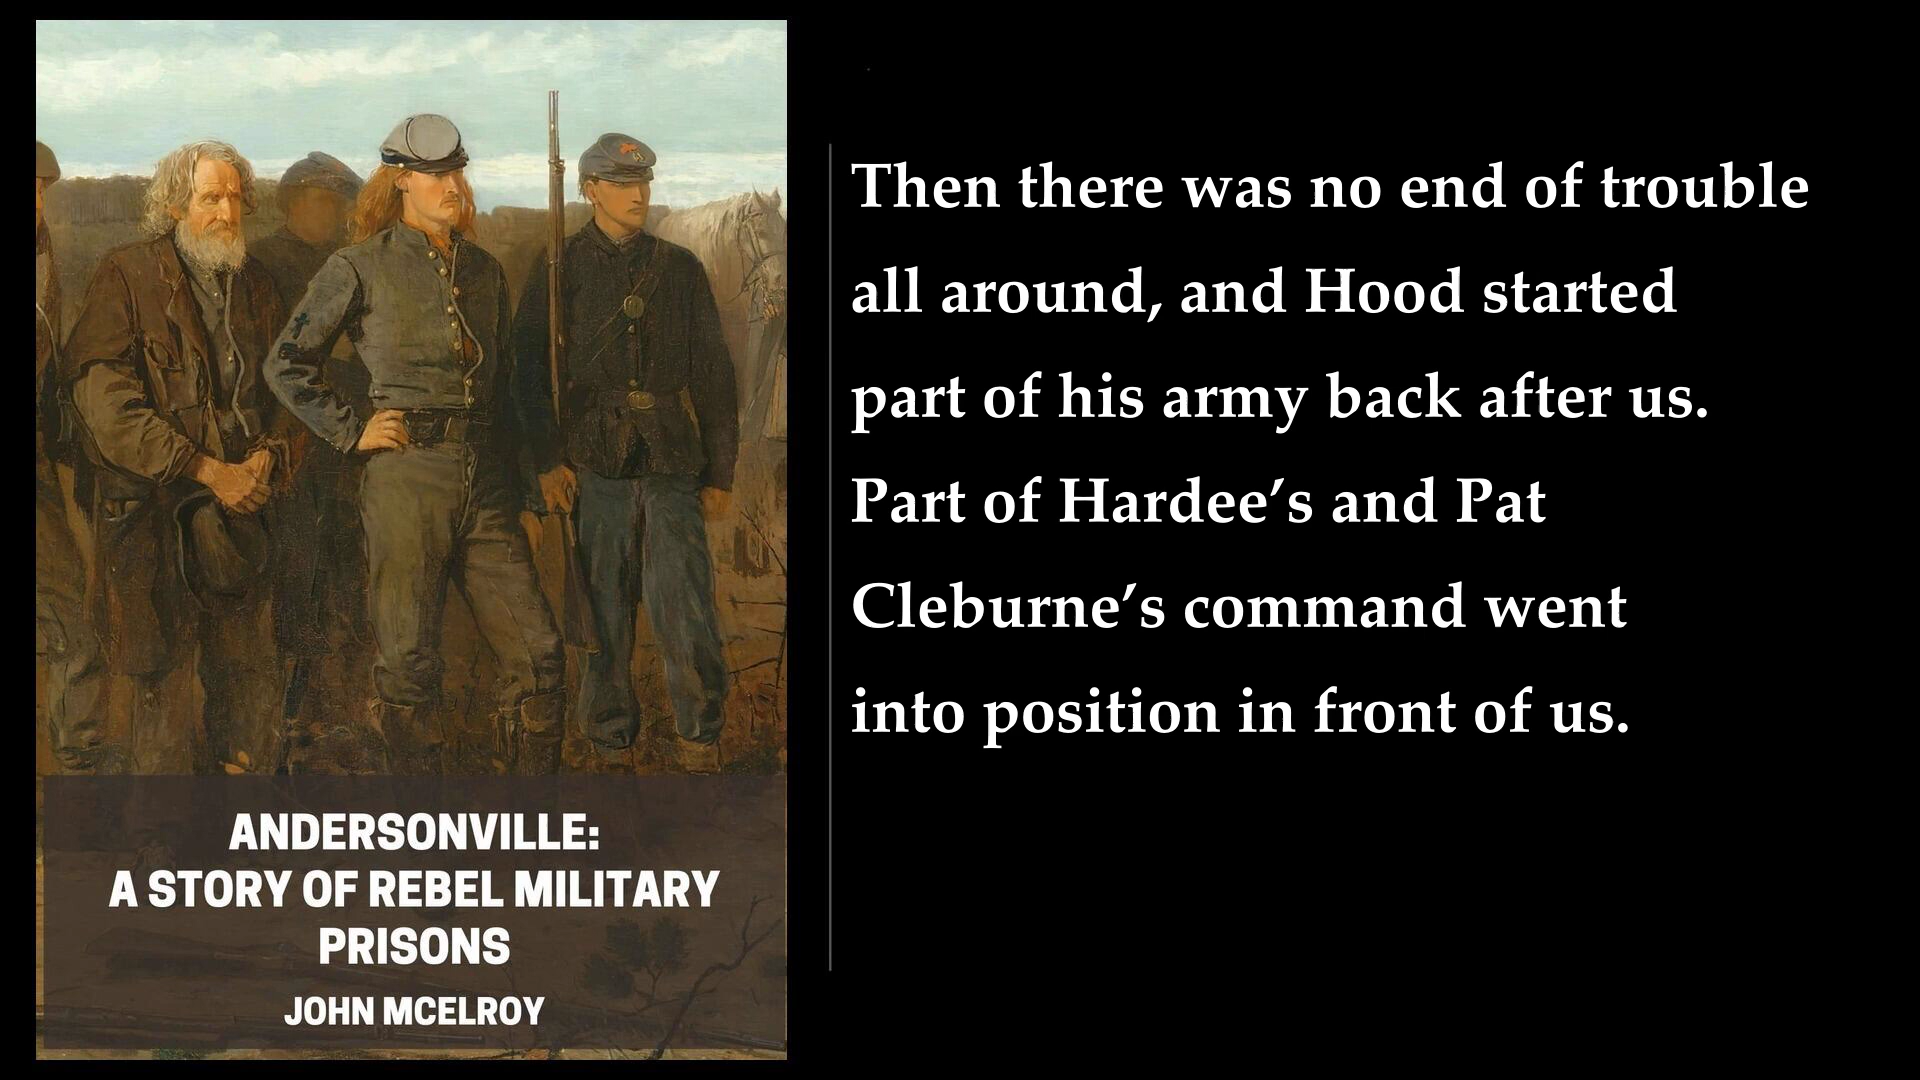 ANDERSONVILLE:
A STORY OF REBEL MILITARY
PRISONS
JOHN MCELROY
Then there was no end of trouble
all around, and Hood started
part of his army back after us.
Part of Hardee’s and Pat
Cleburne’s command went
into position in front of us.